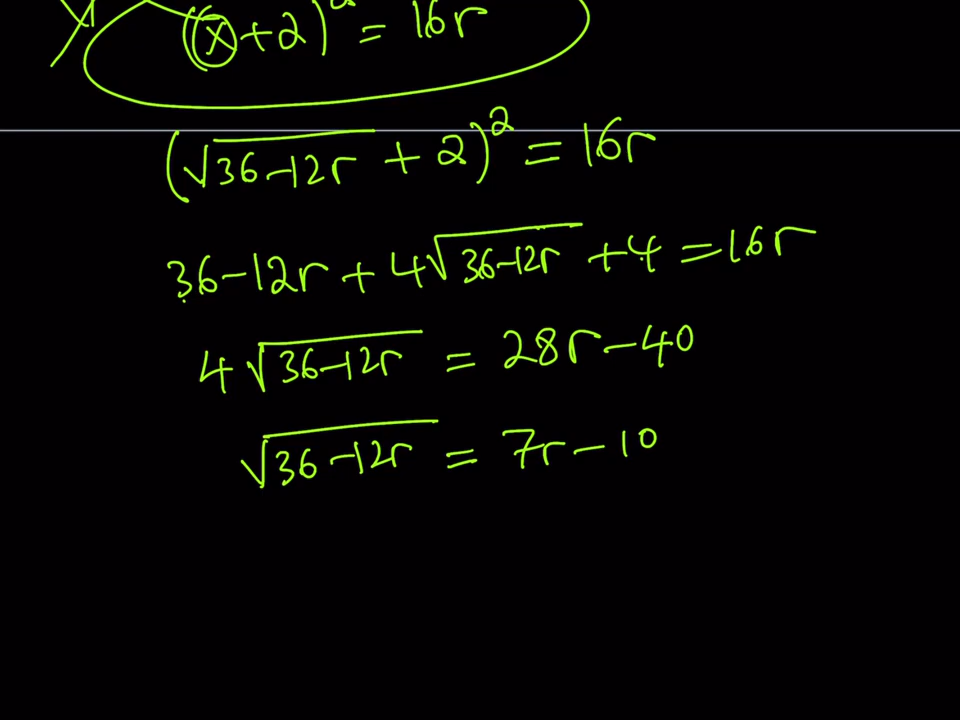 (x+2)² = 16r
(√36-12r + 2)² = 16r
36-12r + 4√36-12r + 4 = 16r
4√36-12r = 28r-40
√36-12r = 7r-10